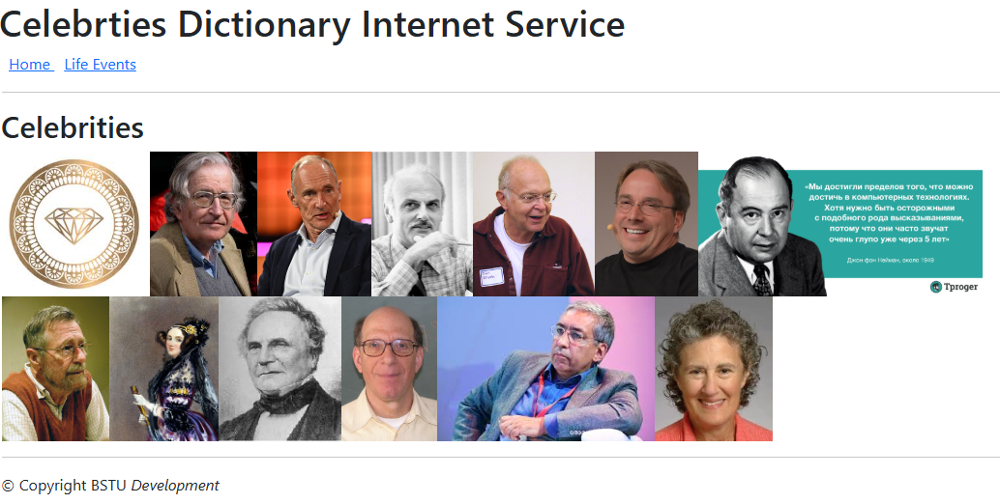 Celebrties Dictionary Internet Service
Home Life Events
Celebrities
«Мы достигли пределов того, что можно
достичь в компьютерных технологиях.
Хотя нужно быть осторожными
с подобного рода высказываниями,
потому что они часто звучат
очень глупо уже через 5 лет»
Джон фон Нейман, около 1949
Tproger
© Copyright BSTU Development